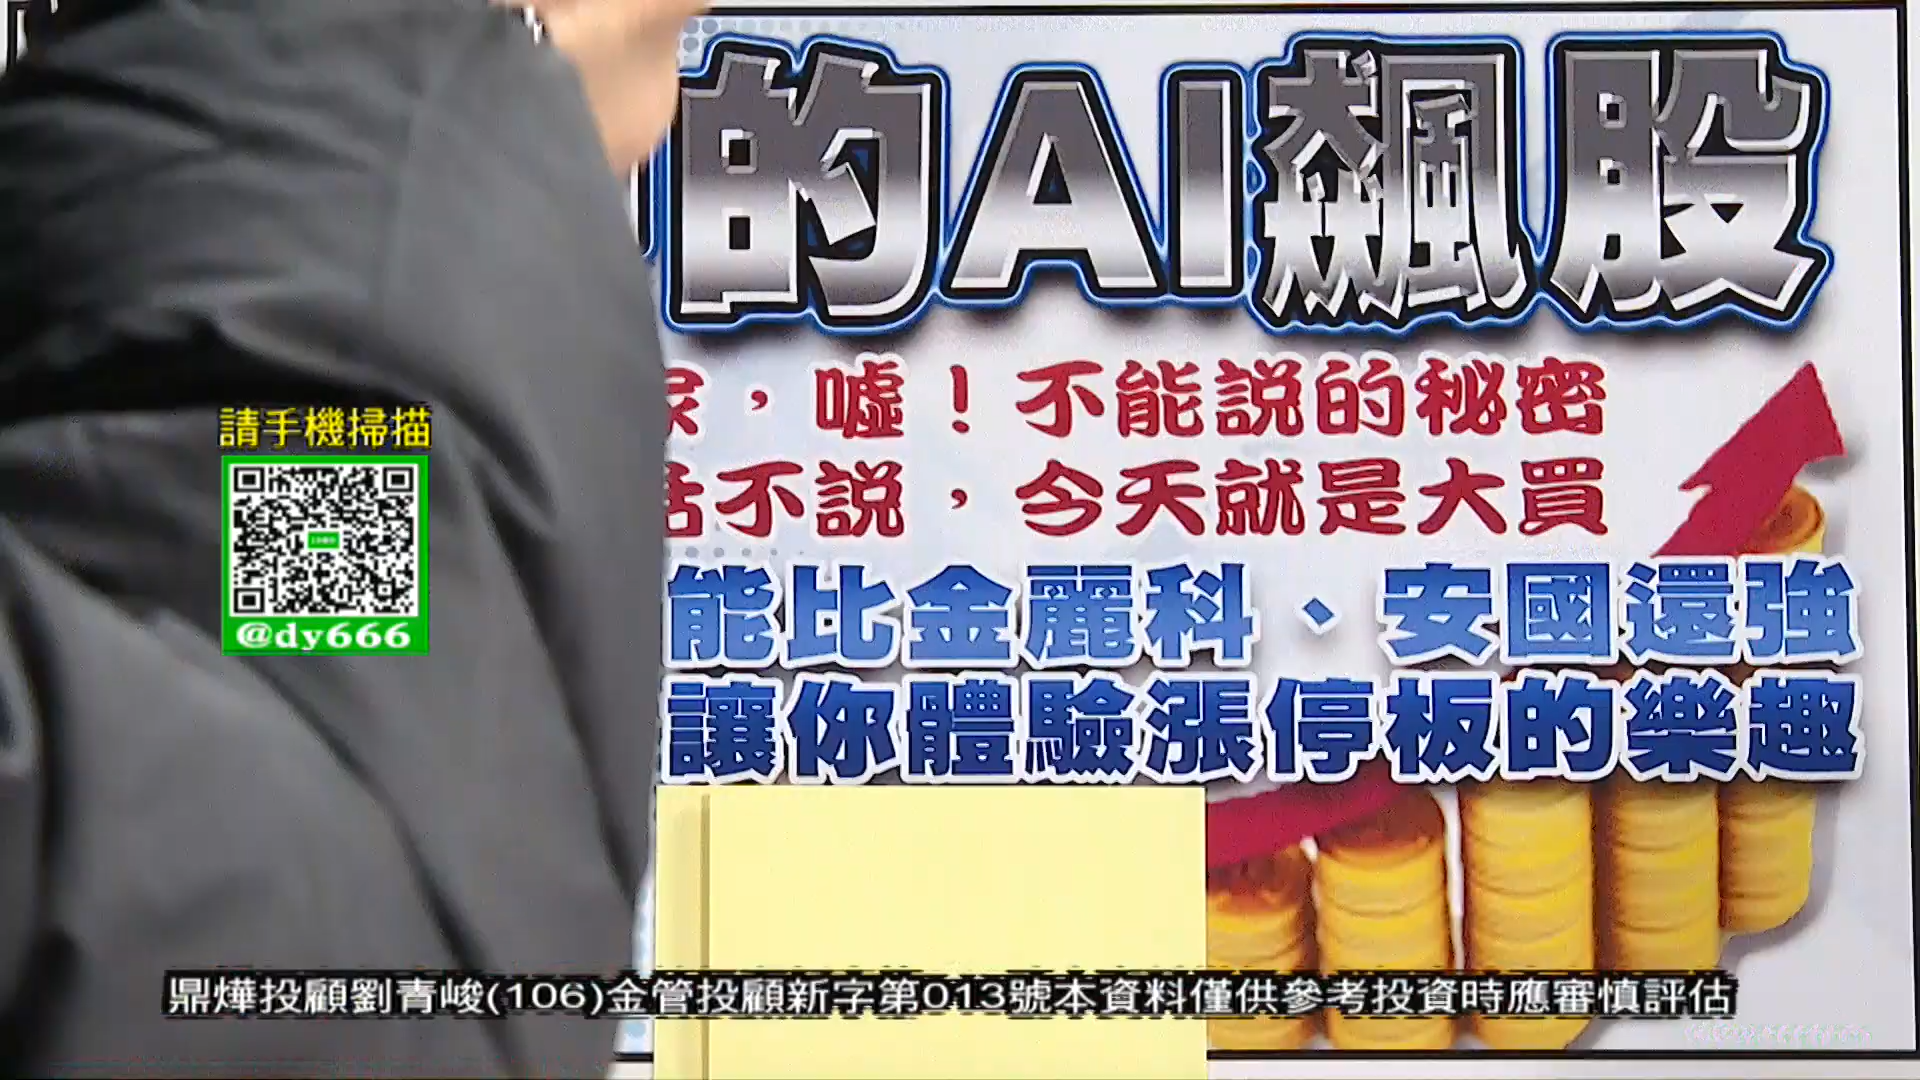 的AI飆股
，噓！不能說的秘密
話不說，今天就是大買
能比金麗科、安國還強
讓你體驗漲停板的樂趣
請手機掃描
@dy666
鼎燁投顧劉青峻(106)金管投顧新字第013號本資料僅供參考投資時應審慎評估